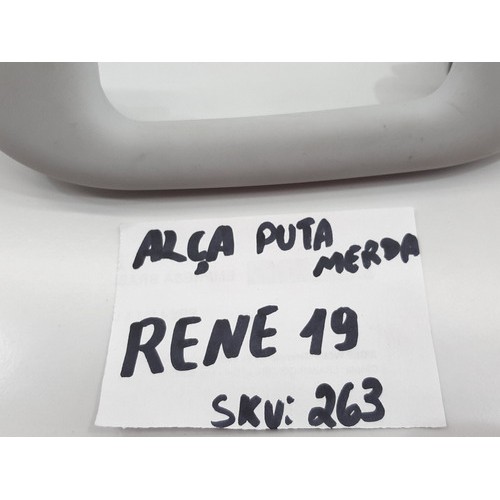 ALÇA PUTA MERDA
RENE 19
SKU: 263